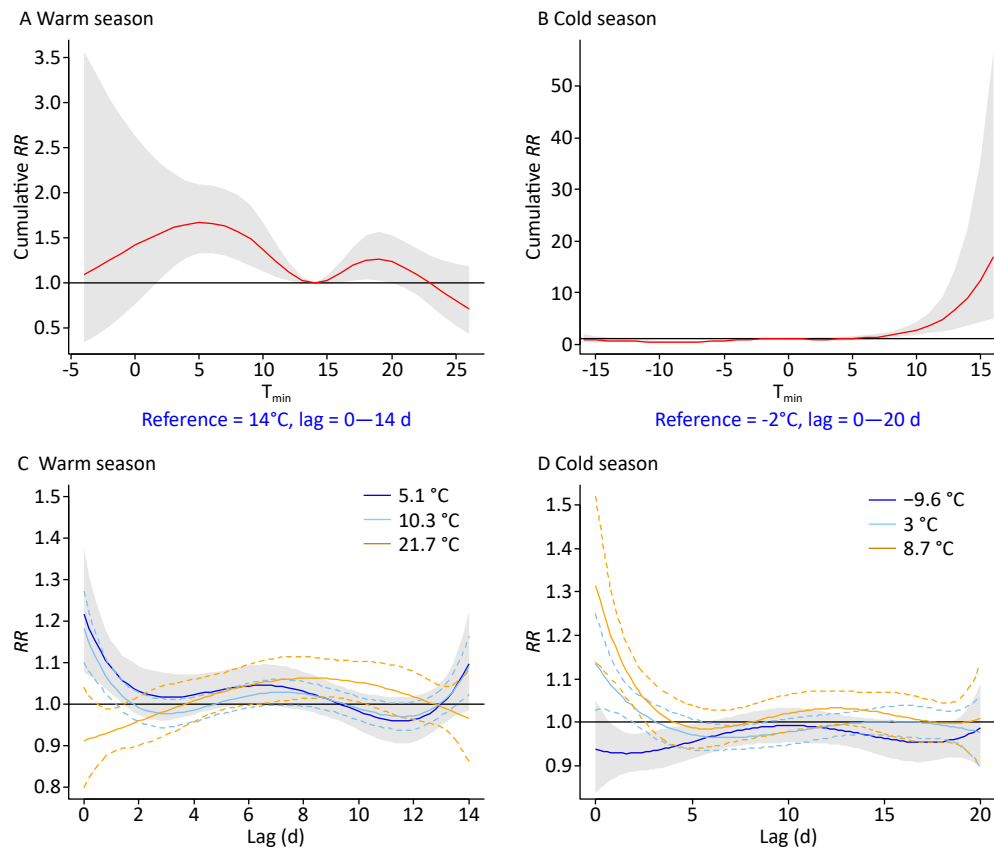 A Warm season
3.5
3.0
2.5
2.0
1.5
1.0
0.5
Cumulative RR
-5
0
5
10
15
20
25
Tmin
Reference = 14°C, lag = 0—14 d
B Cold season
50
40
30
20
10
0
Cumulative RR
-15
-10
-5
0
5
10
15
Tmin
Reference = -2°C, lag = 0—20 d
C Warm season
1.5
1.4
1.3
1.2
1.1
1.0
0.9
0.8
RR
5.1 °C
10.3 °C
21.7 °C
0
2
4
6
8
10
12
14
Lag (d)
D Cold season
1.5
1.4
1.3
1.2
1.1
1.0
0.9
RR
−9.6 °C
3 °C
8.7 °C
0
5
10
15
20
Lag (d)